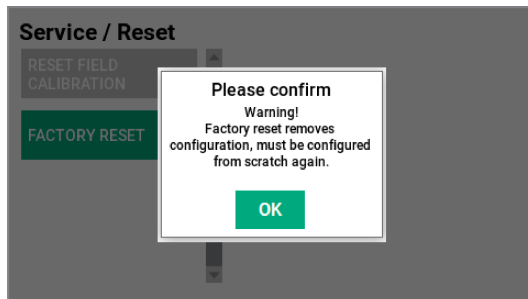 Service / Reset
RESET FIELD
CALIBRATION
FACTORY RESET
Please confirm
Warning!
Factory reset removes
configuration, must be configured
from scratch again.
OK